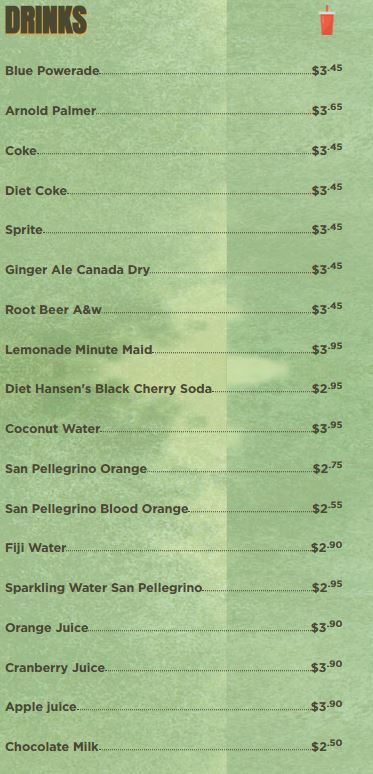 DRINKS
Blue Powerade $3.45
Arnold Palmer $3.65
Coke $3.45
Diet Coke $3.45
Sprite $3.45
Ginger Ale Canada Dry $3.45
Root Beer A&w $3.45
Lemonade Minute Maid $3.95
Diet Hansen's Black Cherry Soda $2.95
Coconut Water $3.95
San Pellegrino Orange $2.75
San Pellegrino Blood Orange $2.55
Fiji Water $2.90
Sparkling Water San Pellegrino $2.95
Orange Juice $3.90
Cranberry Juice $3.90
Apple juice $3.90
Chocolate Milk $2.50